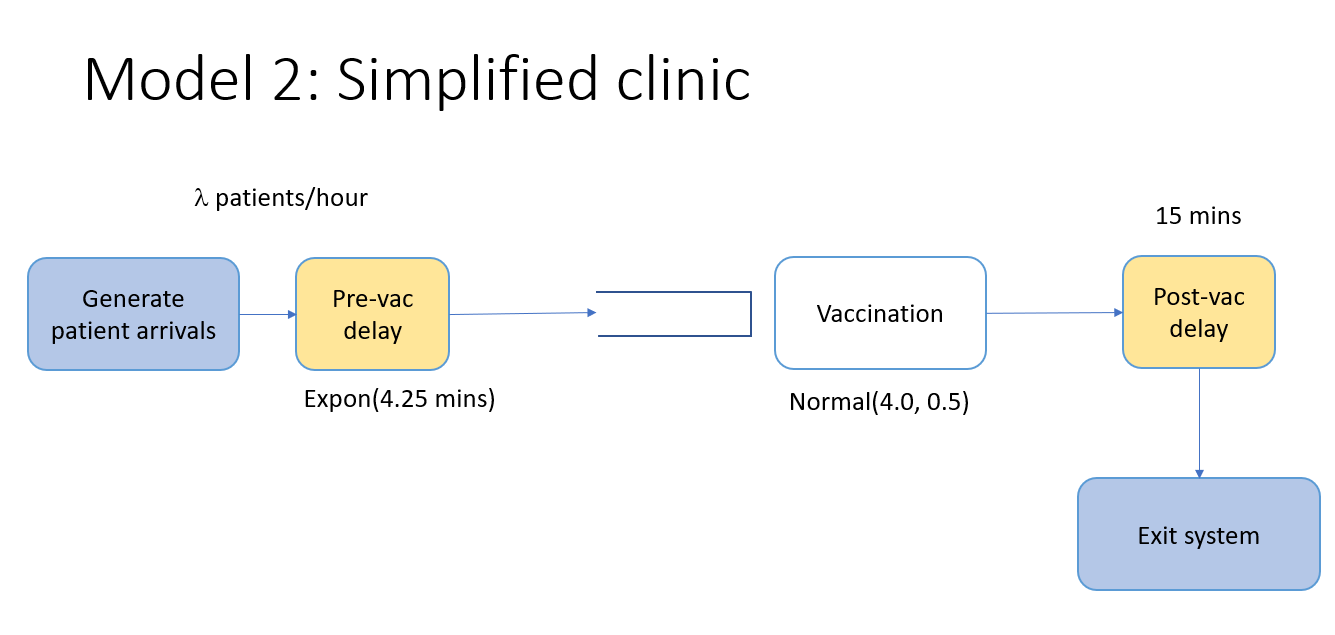 Model 2: Simplified clinic
λ patients/hour
15 mins
Generate
patient arrivals
Pre-vac
delay
Vaccination
Post-vac
delay
Expon(4.25 mins)
Normal(4.0, 0.5)
Exit system